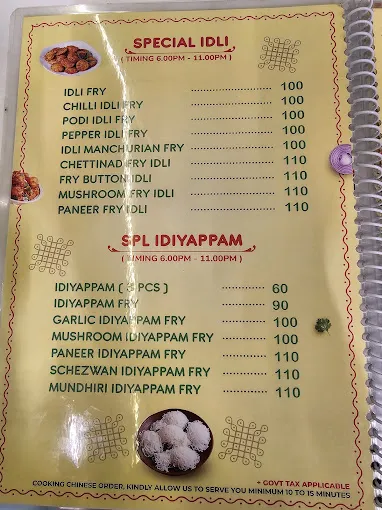 SPECIAL IDLI
( TIMING 6.00PM - 11.00PM )
IDLI FRY ............ 100
CHILLI IDLI FRY ............ 100
PODI IDLI FRY ............ 100
PEPPER IDLI FRY ............ 100
IDLI MANCHURIAN FRY ............ 100
CHETTINAD FRY IDLI ............ 110
FRY BUTTON IDLI ............ 110
MUSHROOM FRY IDLI ............ 110
PANEER FRY IDLI ............ 110
SPL IDIYAPPAM
( TIMING 6.00PM - 11.00PM )
IDIYAPPAM ( 3 PCS ) ............ 60
IDIYAPPAM FRY ............ 90
GARLIC IDIYAPPAM FRY ............ 100
MUSHROOM IDIYAPPAM FRY ............ 100
PANEER IDIYAPPAM FRY ............ 110
SCHEZWAN IDIYAPPAM FRY ............ 110
MUNDHIRI IDIYAPPAM FRY ............ 110
+ GOVT TAX APPLICABLE
COOKING CHINESE ORDER, KINDLY ALLOW US TO SERVE YOU MINIMUM 10 TO 15 MINUTES